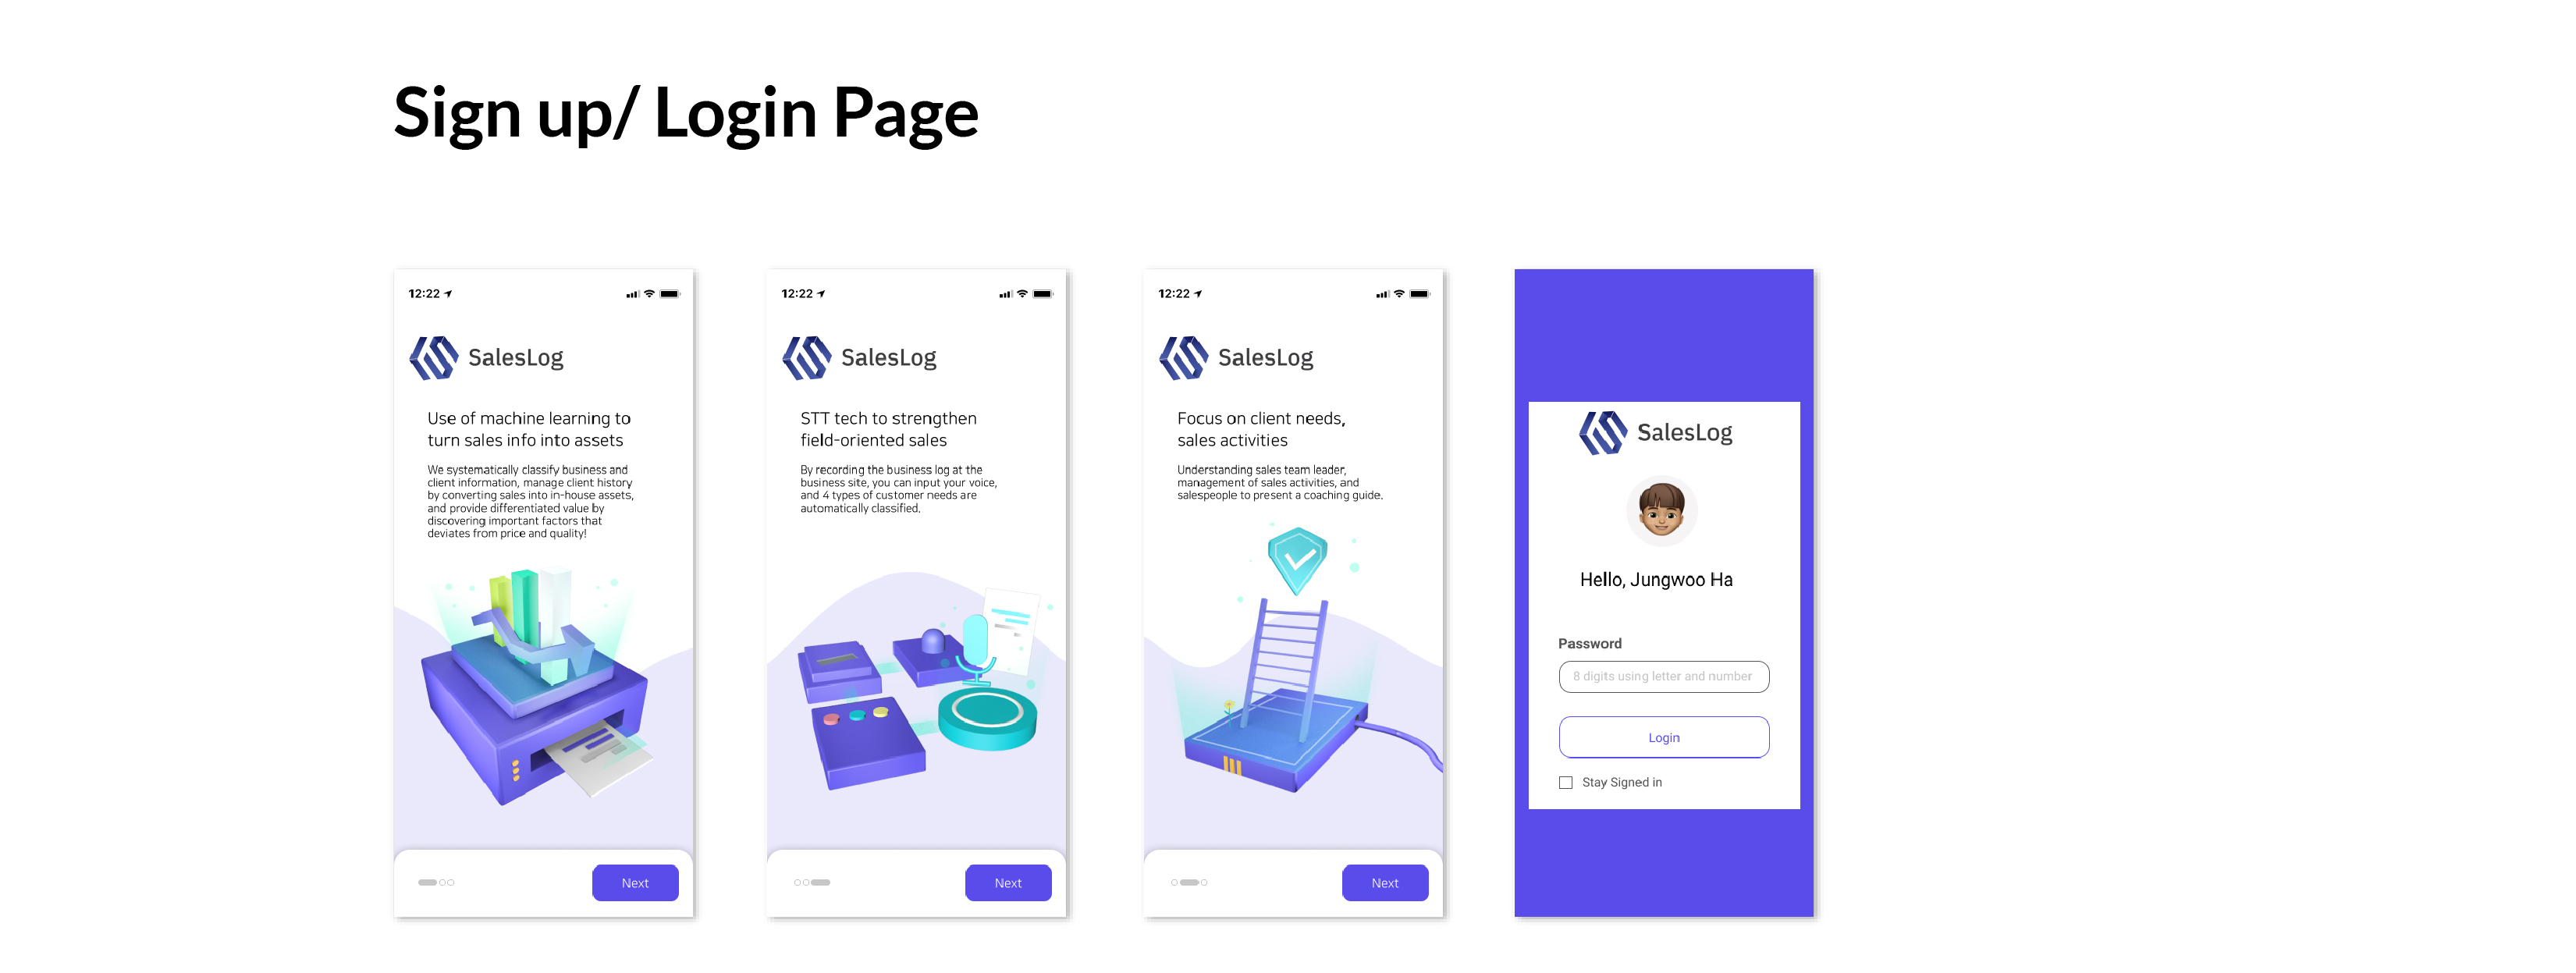 Sign up/ Login Page
12:22
SalesLog
Use of machine learning to
turn sales info into assets
We systematically classify business and
client information, manage client history
by converting sales into in-house assets,
and provide differentiated value by
discovering important factors that
deviates from price and quality!
Next
12:22
SalesLog
STT tech to strengthen
field-oriented sales
By recording the business log at the
business site, you can input your voice,
and 4 types of customer needs are
automatically classified.
Next
12:22
SalesLog
Focus on client needs,
sales activities
Understanding sales team leader,
management of sales activities, and
salespeople to present a coaching guide.
Next
SalesLog
Hello, Jungwoo Ha
Password
8 digits using letter and number
Login
Stay Signed in